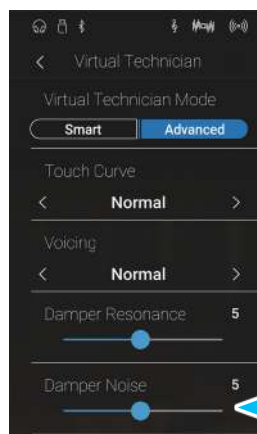 Virtual Technician
Virtual Technician Mode
Smart Advanced
Touch Curve
Normal
Voicing
Normal
Damper Resonance 5
Damper Noise 5